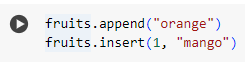 fruits.append("orange")
fruits.insert(1, "mango")